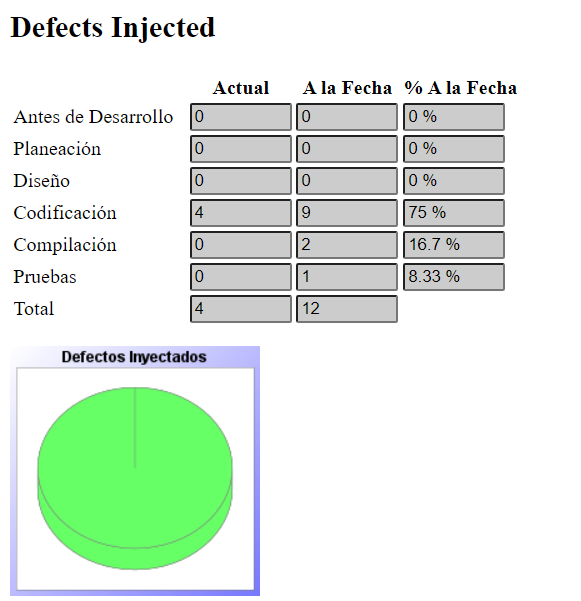 Defects Injected
Actual A la Fecha % A la Fecha
Antes de Desarrollo 0 0 0 %
Planeación 0 0 0 %
Diseño 0 0 0 %
Codificación 4 9 75 %
Compilación 0 2 16.7 %
Pruebas 0 1 8.33 %
Total 4 12
Defectos Inyectados